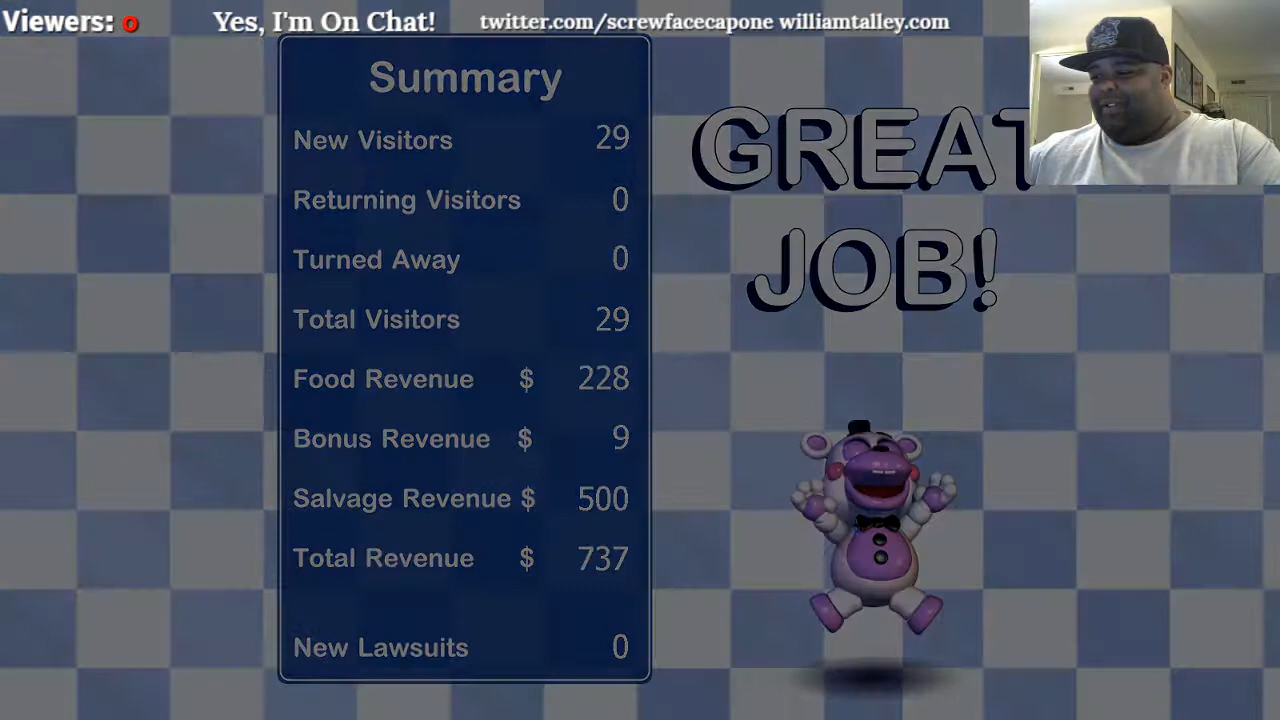 Viewers: 0 Yes, I'm On Chat! twitter.com/screwfacecapone williamtalley.com
Summary
New Visitors 29
Returning Visitors 0
Turned Away 0
Total Visitors 29
Food Revenue $ 228
Bonus Revenue $ 9
Salvage Revenue $ 500
Total Revenue $ 737
New Lawsuits 0
GREAT
JOB!